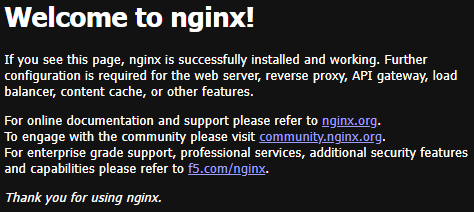 Welcome to nginx!
If you see this page, nginx is successfully installed and working. Further
configuration is required for the web server, reverse proxy, API gateway, load
balancer, content cache, or other features.
For online documentation and support please refer to nginx.org.
To engage with the community please visit community.nginx.org.
For enterprise grade support, professional services, additional security features
and capabilities please refer to f5.com/nginx.
Thank you for using nginx.